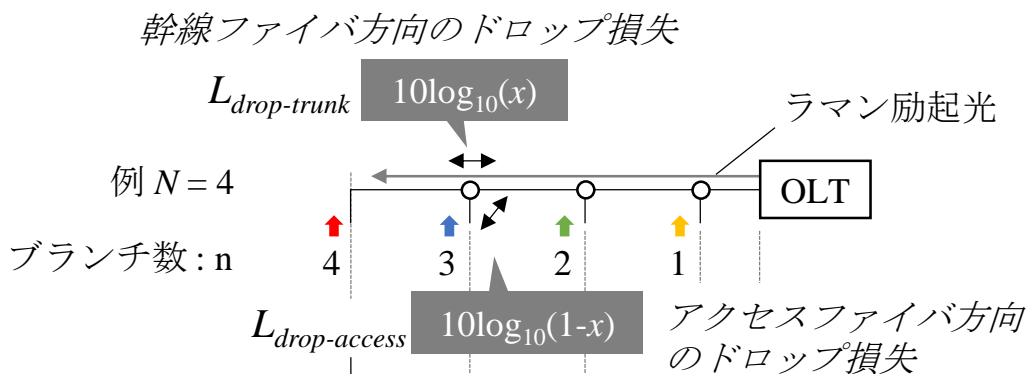 幹線ファイバ方向のドロップ損失
L_drop-trunk 10log₁₀(x)
ラマン励起光
例 N = 4
OLT
ブランチ数 : n 4 3 2 1
L_drop-access 10log₁₀(1-x)
アクセスファイバ方向
のドロップ損失